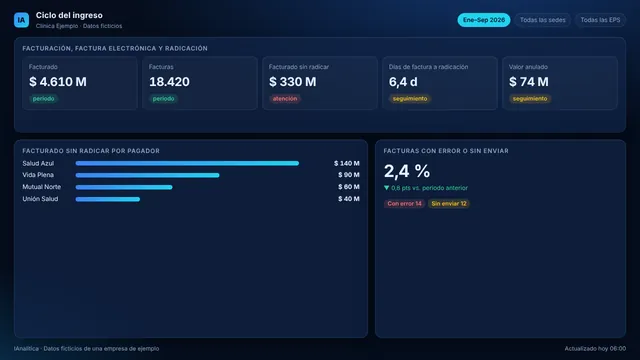 IA
Ciclo del ingreso
Clínica Ejemplo · Datos ficticios
Ene-Sep 2026
Todas las sedes
Todas las EPS
FACTURACIÓN, FACTURA ELECTRÓNICA Y RADICACIÓN
Facturado
$ 4.610 M
periodo
Facturas
18.420
periodo
Facturado sin radicar
$ 330 M
atención
Días de factura a radicación
6,4 d
seguimiento
Valor anulado
$ 74 M
seguimiento
FACTURADO SIN RADICAR POR PAGADOR
Salud Azul $ 140 M
Vida Plena $ 90 M
Mutual Norte $ 60 M
Unión Salud $ 40 M
FACTURAS CON ERROR O SIN ENVIAR
2,4 %
▼ 0,6 pts vs. periodo anterior
Con error 14
Sin enviar 12
IAnalítica · Datos ficticios de una empresa de ejemplo
Actualizado hoy 06:00